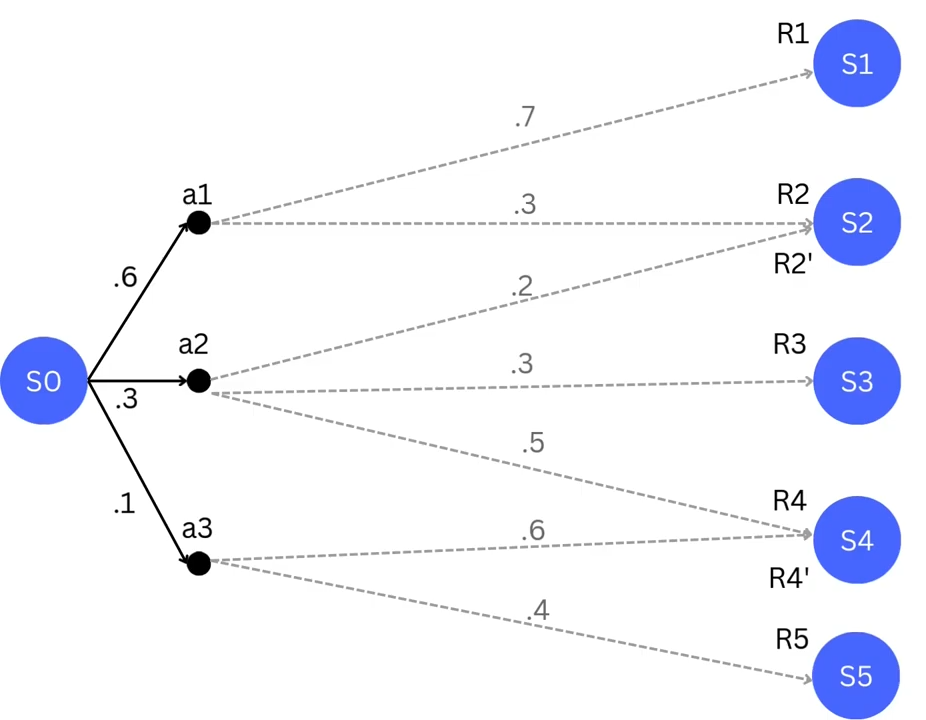 R1
S1
.7
a1
.3
R2
S2
.6
R2'
.2
a2
R3
.3
S0
S3
.3
.5
.1
R4
a3
.6
S4
R4'
.4
R5
S5